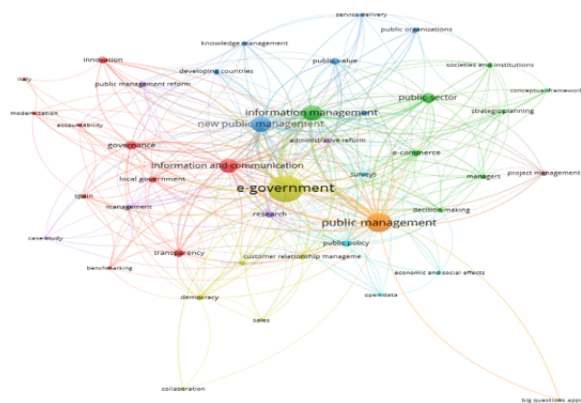 service delivery
public organizations
knowledge management
innovation
public value
societies and institutions
italy
developing countries
public management reform
conceptual framework
public sector
modernization
information management
strategic planning
accountability
new public management
administrative reform
governance
e-commerce
information and communication
local government
surveys
managers
project management
e-government
spain
management
research
decision making
public management
case study
public policy
transparency
customer relationship manageme
benchmarking
economic and social effects
democracy
open data
sales
collaboration
big questions appr